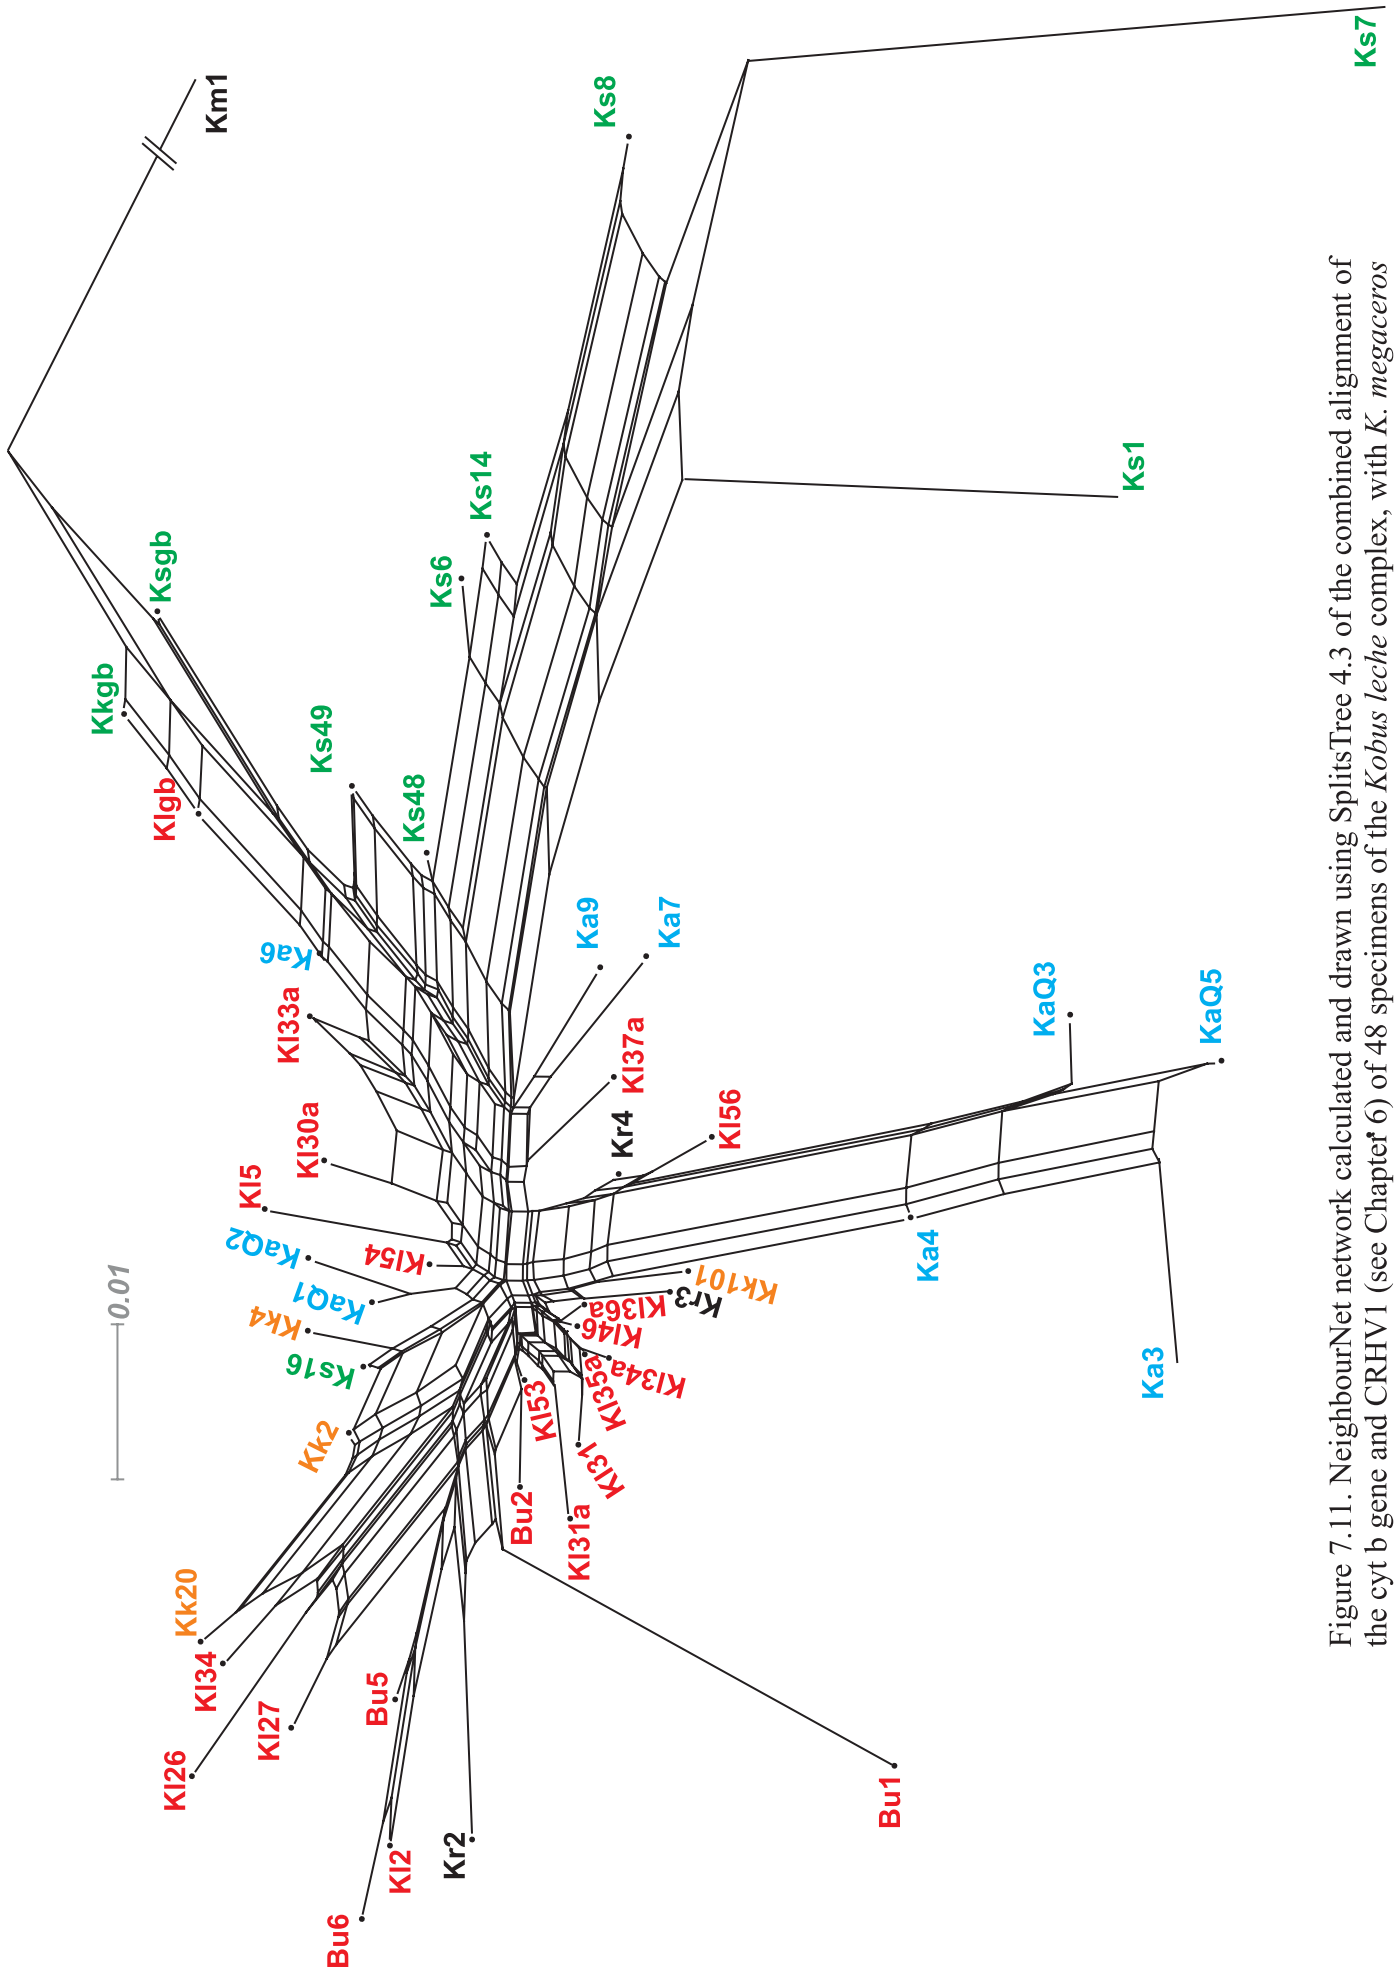 Km1
Ks7
Ks8
Ks1
Ks14
Ks6
Ksgb
Kkgb
Klgb
Ks49
Ks48
Ka6
Ka9
Ka7
Kl33a
Kl37a
KaQ3
KaQ5
Kl30a
Kr4
Kl56
Kl5
KaQ2
Kl54
Ka4
KaQ1
Kk101
Kr3
Kl36a
Kl46
Kl34a
Kl35a
Ka3
Kk4
Ks16
Kk2
Kl53
Kl31
Bu2
Kl31a
0.01
Kk20
Kl34
Kl26
Kl27
Bu5
Bu1
Kr2
Kl2
Bu6
Figure 7.11. NeighbourNet network calculated and drawn using SplitsTree 4.3 of the combined alignment of
the cyt b gene and CRHV1 (see Chapter 6) of 48 specimens of the Kobus leche complex, with K. megaceros